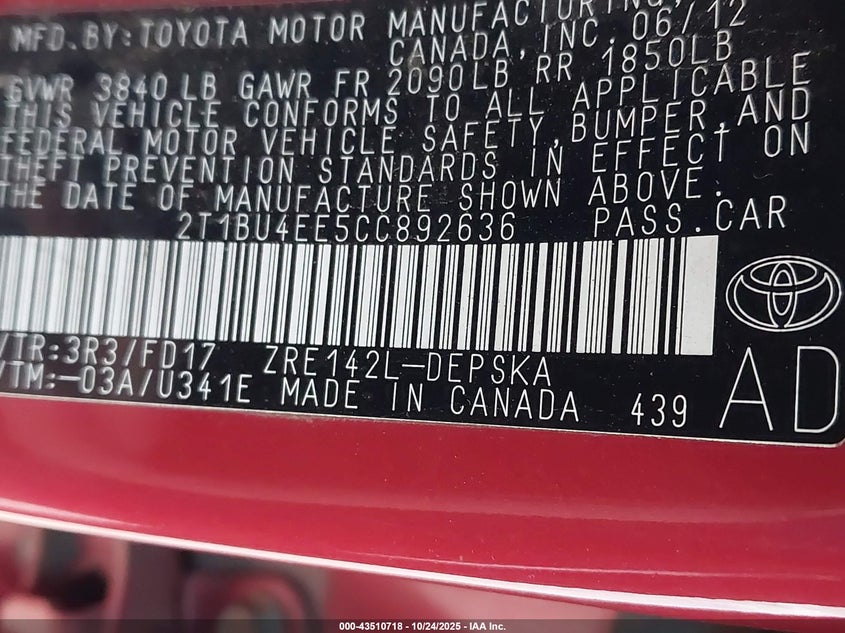 MFD. BY: TOYOTA MOTOR MANUFACTURING,
CANADA, INC. 06/12
GVWR 3840 LB GAWR FR 2090LB RR 1850LB
THIS VEHICLE CONFORMS TO ALL APPLICABLE
FEDERAL MOTOR VEHICLE SAFETY, BUMPER, AND
THEFT PREVENTION STANDARDS IN EFFECT ON
THE DATE OF MANUFACTURE SHOWN ABOVE.
2T1BU4EE5CC892636 PASS. CAR
/TR: 3R3/FD17 ZRE142L-DEPSKA
/TM: -03A/U341E MADE IN CANADA 439
AD
000-43510718 - 10/24/2025 - IAA Inc.